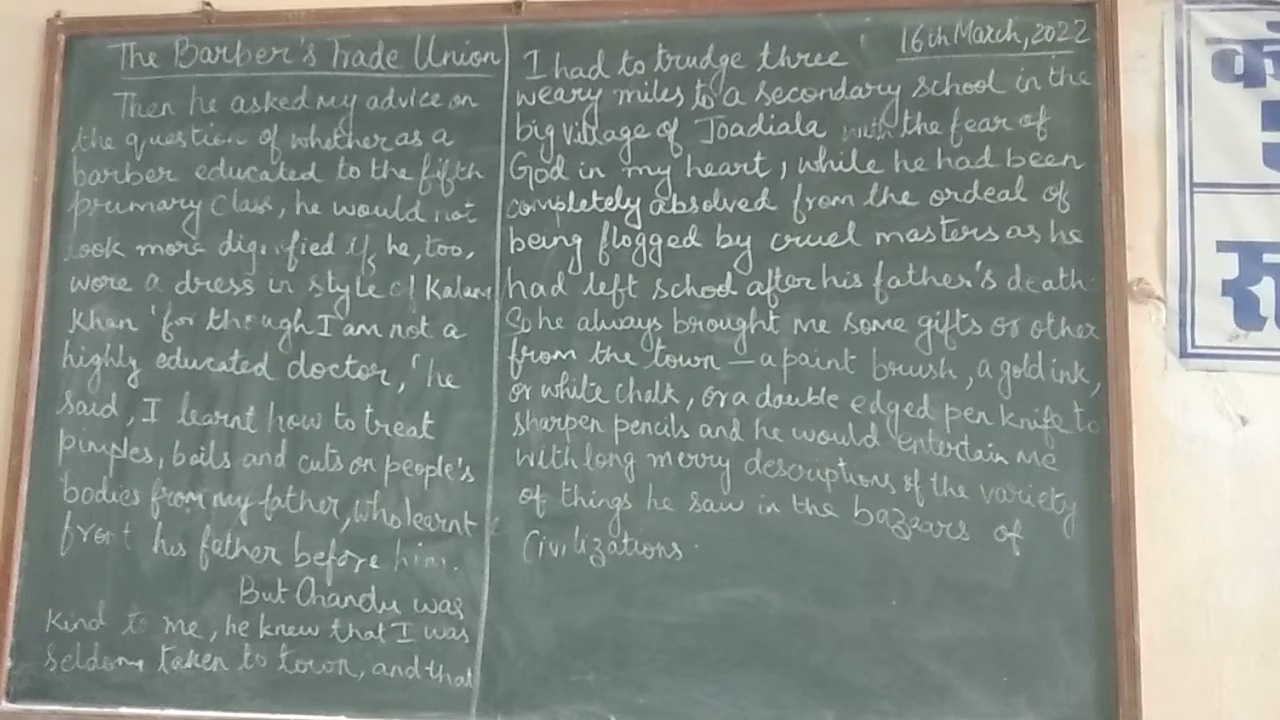 The Barber's Trade Union
Then he asked my advice on
the question of whether as a
barber educated to the fifth
primary class, he would not
look more dignified if he, too,
wore a dress in style of Kalan
Khan 'for though I am not a
highly educated doctor,' he
said, I learnt how to treat
pimples, boils and cuts on people's
bodies from my father, who learnt
from his father before him.
But Chandu was
kind to me, he knew that I was
seldom taken to town, and that
16th March, 2022
I had to trudge three
weary miles to a secondary school in the
big village of Joadiala with the fear of
God in my heart, while he had been
completely absolved from the ordeal of
being flogged by cruel masters as he
had left school after his father's death.
So he always brought me some gifts or other
from the town — a paint brush, a gold ink,
or white chalk, or a double edged pen knife to
sharpen pencils and he would entertain me
with long merry descriptions of the variety
of things he saw in the bazzars of
Civilizations.